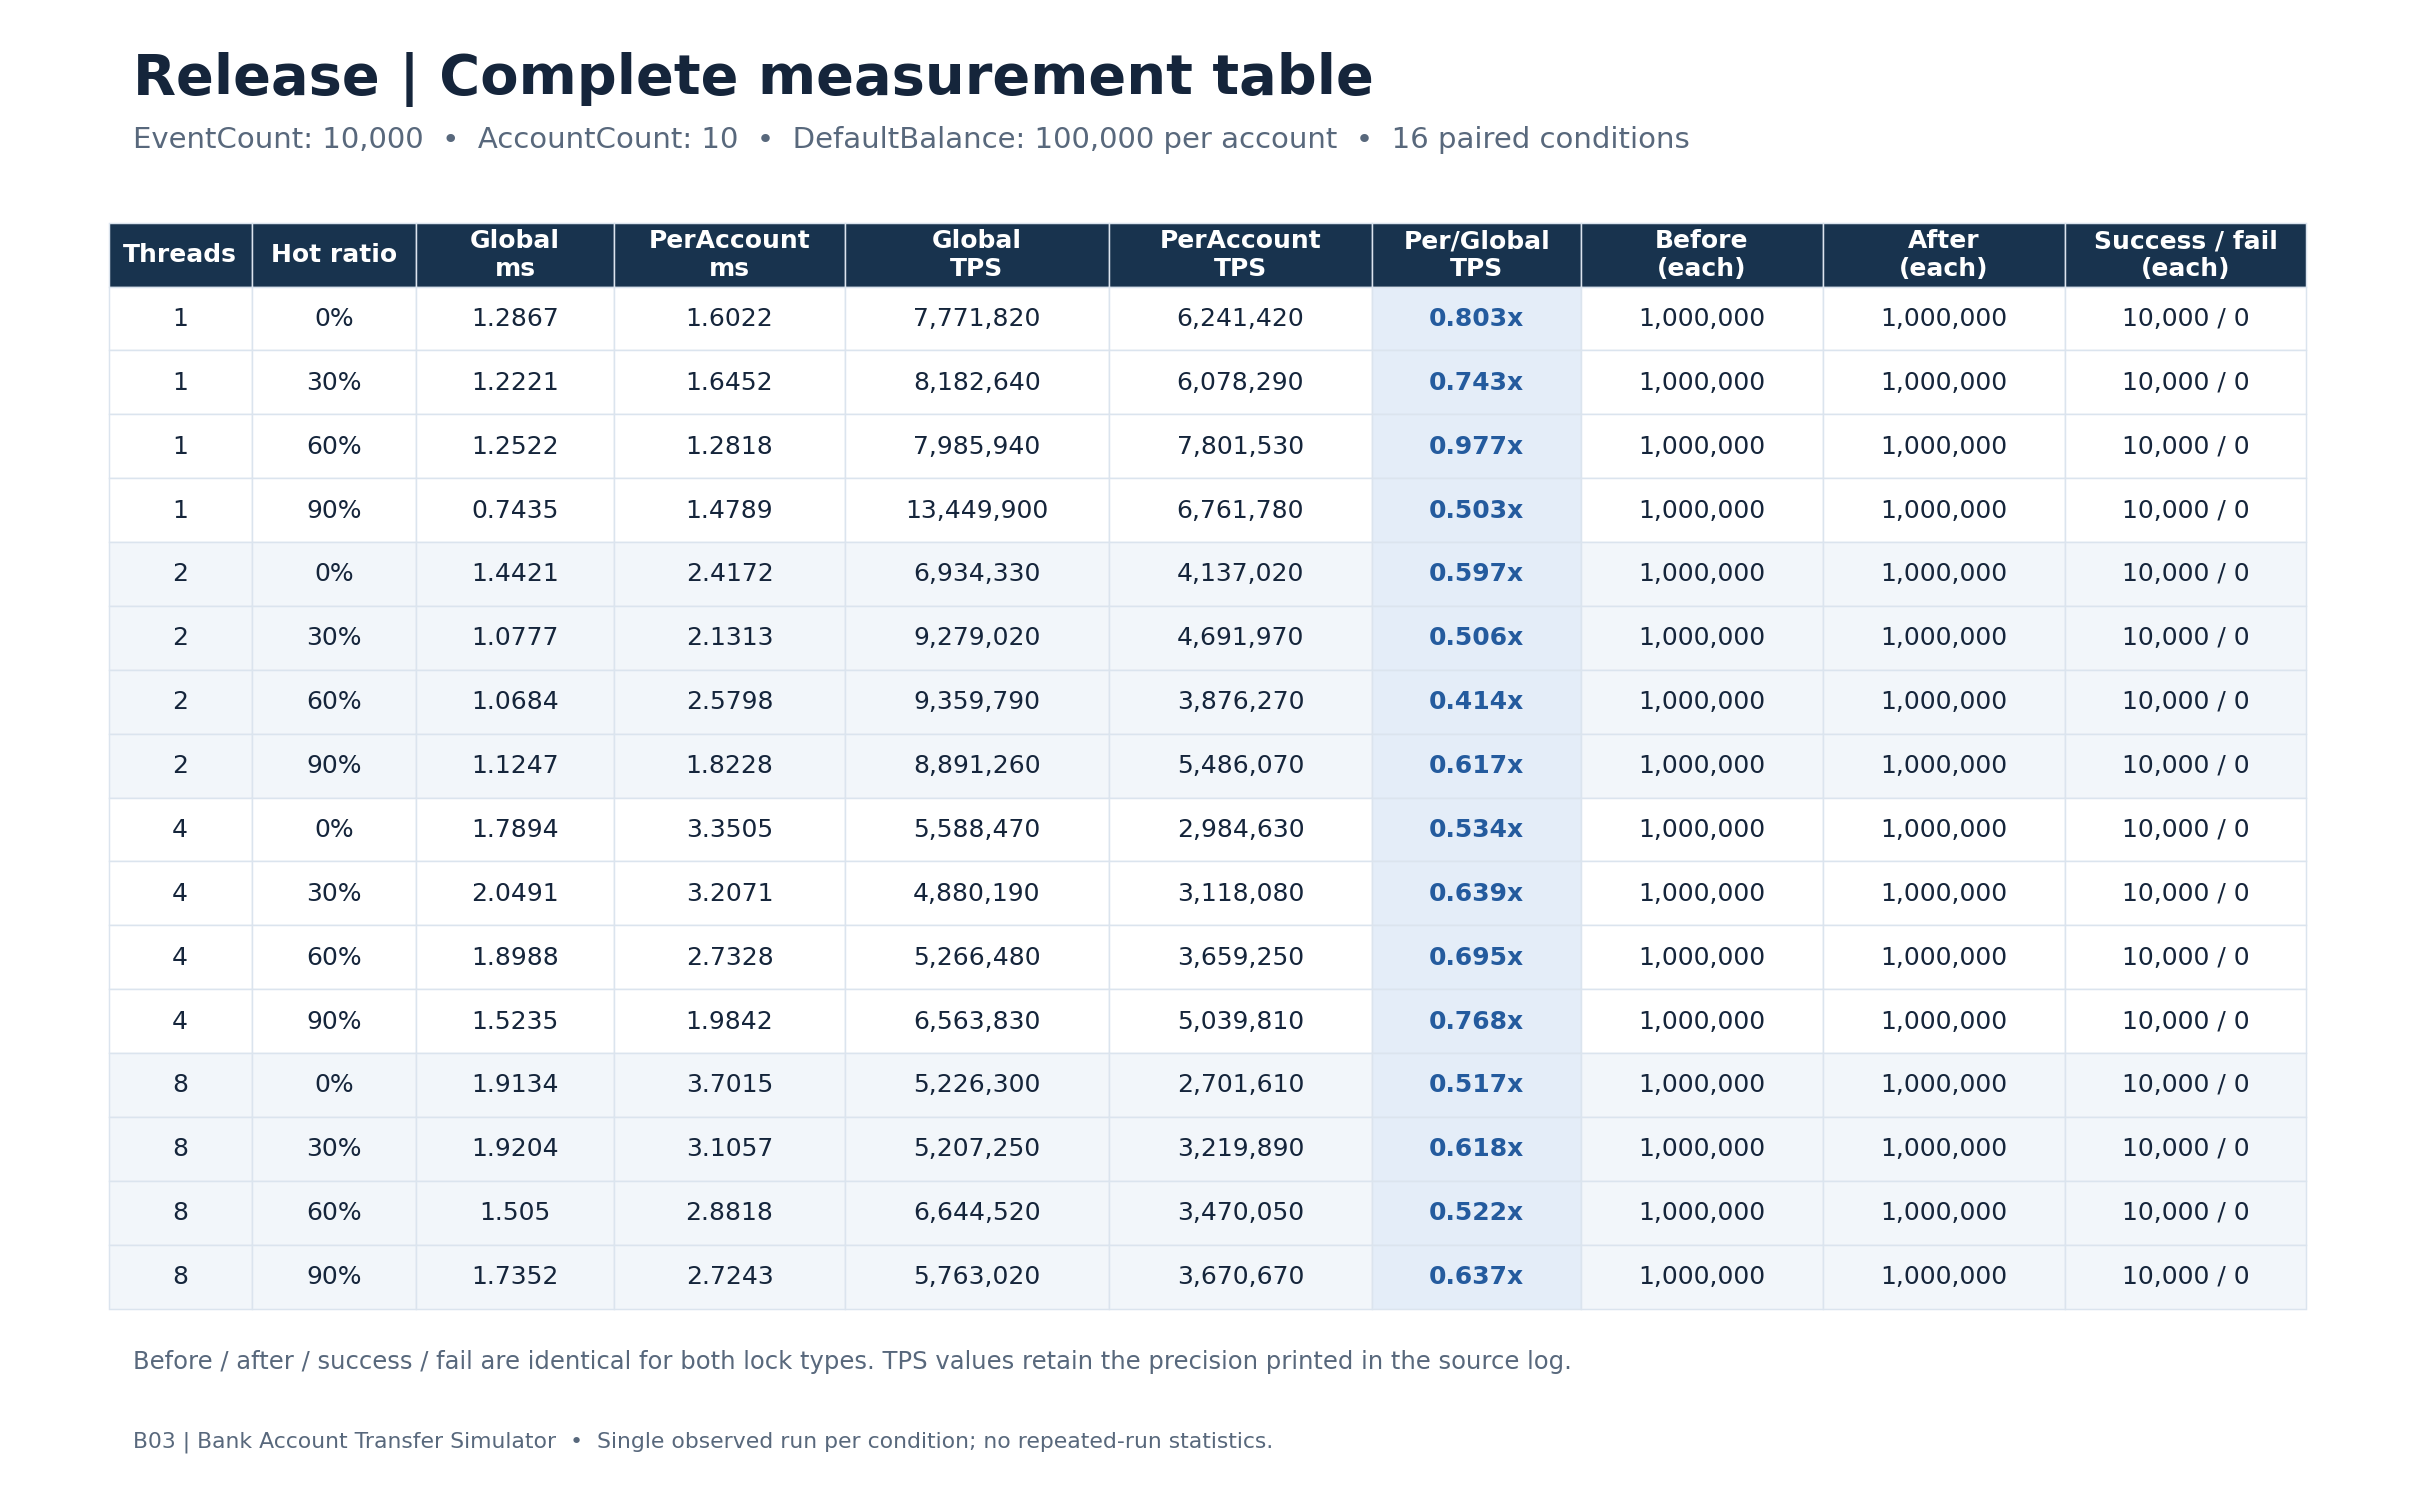 Release | Complete measurement table
EventCount: 10,000 • AccountCount: 10 • DefaultBalance: 100,000 per account • 16 paired conditions
Threads Hot ratio Global ms PerAccount ms Global TPS PerAccount TPS Per/Global TPS Before (each) After (each) Success / fail (each)
1 0% 1.2867 1.6022 7,771,820 6,241,420 0.803x 1,000,000 1,000,000 10,000 / 0
1 30% 1.2221 1.6452 8,182,640 6,078,290 0.743x 1,000,000 1,000,000 10,000 / 0
1 60% 1.2522 1.2818 7,985,940 7,801,530 0.977x 1,000,000 1,000,000 10,000 / 0
1 90% 0.7435 1.4789 13,449,900 6,761,780 0.503x 1,000,000 1,000,000 10,000 / 0
2 0% 1.4421 2.4172 6,934,330 4,137,020 0.597x 1,000,000 1,000,000 10,000 / 0
2 30% 1.0777 2.1313 9,279,020 4,691,970 0.506x 1,000,000 1,000,000 10,000 / 0
2 60% 1.0684 2.5798 9,359,790 3,876,270 0.414x 1,000,000 1,000,000 10,000 / 0
2 90% 1.1247 1.8228 8,891,260 5,486,070 0.617x 1,000,000 1,000,000 10,000 / 0
4 0% 1.7894 3.3505 5,588,470 2,984,630 0.534x 1,000,000 1,000,000 10,000 / 0
4 30% 2.0491 3.2071 4,880,190 3,118,080 0.639x 1,000,000 1,000,000 10,000 / 0
4 60% 1.8988 2.7328 5,266,480 3,659,250 0.695x 1,000,000 1,000,000 10,000 / 0
4 90% 1.5235 1.9842 6,563,830 5,039,810 0.768x 1,000,000 1,000,000 10,000 / 0
8 0% 1.9134 3.7015 5,226,300 2,701,610 0.517x 1,000,000 1,000,000 10,000 / 0
8 30% 1.9204 3.1057 5,207,250 3,219,890 0.618x 1,000,000 1,000,000 10,000 / 0
8 60% 1.505 2.8818 6,644,520 3,470,050 0.522x 1,000,000 1,000,000 10,000 / 0
8 90% 1.7352 2.7243 5,763,020 3,670,670 0.637x 1,000,000 1,000,000 10,000 / 0
Before / after / success / fail are identical for both lock types. TPS values retain the precision printed in the source log.
B03 | Bank Account Transfer Simulator • Single observed run per condition; no repeated-run statistics.